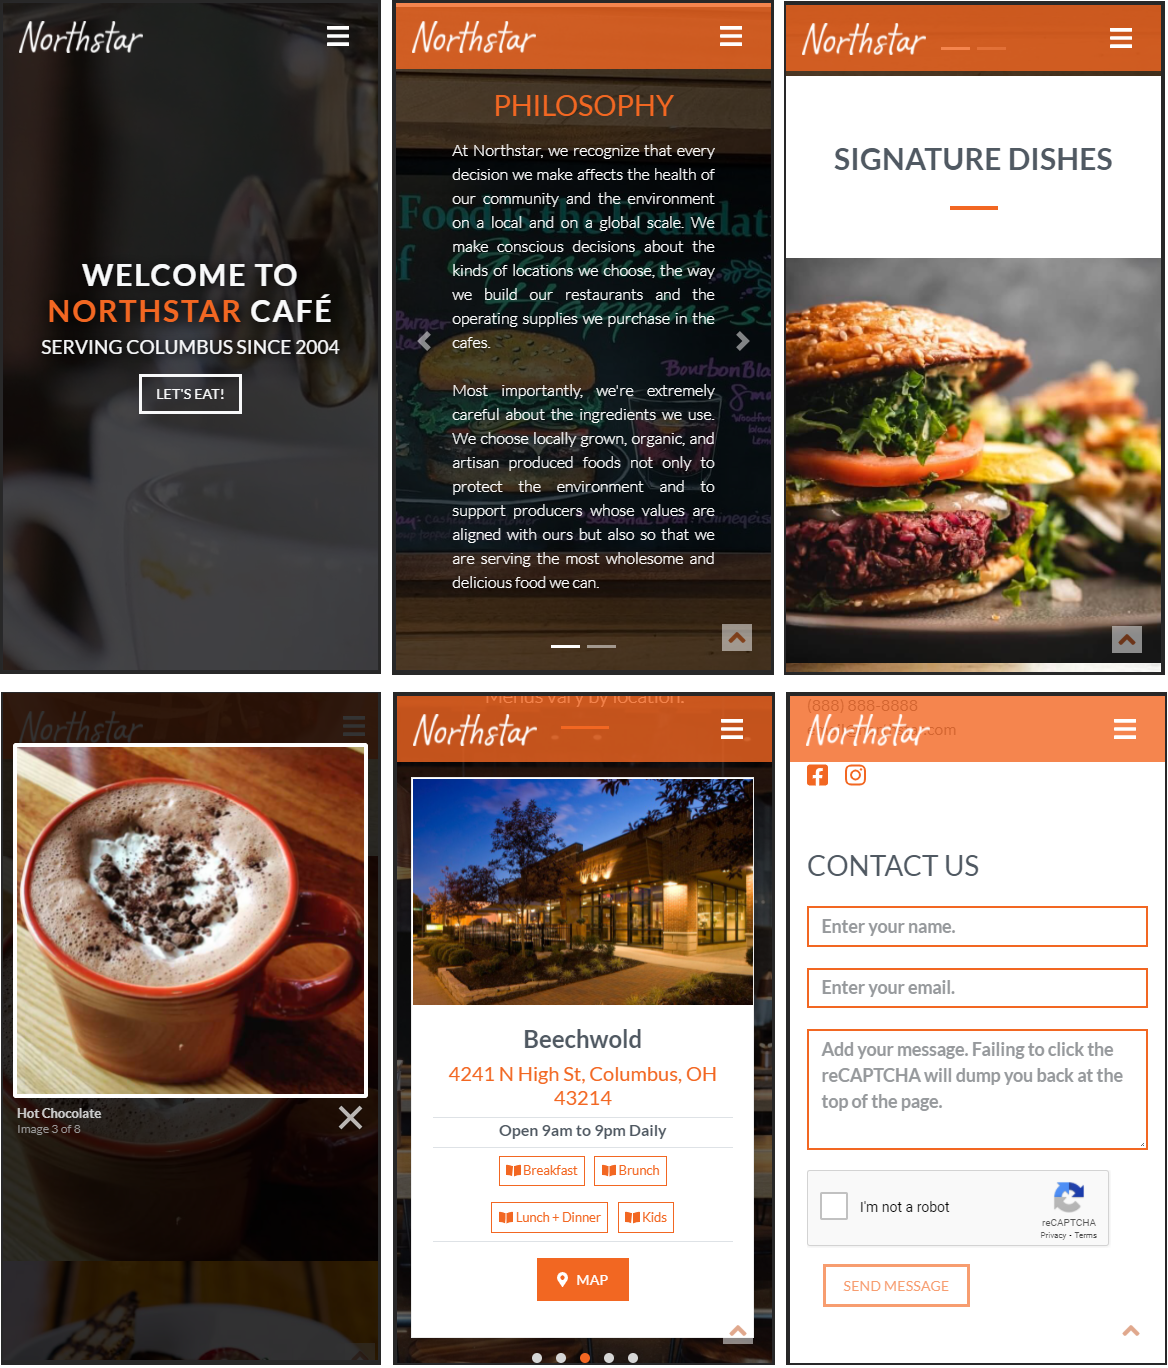 Northstar
WELCOME TO
NORTHSTAR CAFÉ
SERVING COLUMBUS SINCE 2004
LET'S EAT!
Northstar
PHILOSOPHY
At Northstar, we recognize that every
decision we make affects the health of
our community and the environment
on a local and on a global scale. We
make conscious decisions about the
kinds of locations we choose, the way
we build our restaurants and the
operating supplies we purchase in the
cafes.
Most importantly, we're extremely
careful about the ingredients we use.
We choose locally grown, organic, and
artisan produced foods not only to
protect the environment and to
support producers whose values are
aligned with ours but also so that we
are serving the most wholesome and
delicious food we can.
Food is the Foundat
f Genuine
Happiness
Burger
Bourbon Bla
Northstar
SIGNATURE DISHES
Northstar
Hot Chocolate
Image 3 of 8
Menus vary by location.
Northstar
Beechwold
4241 N High St, Columbus, OH
43214
Open 9am to 9pm Daily
Breakfast
Brunch
Lunch + Dinner
Kids
MAP
(888) 888-8888
.com
Northstar
CONTACT US
Enter your name.
Enter your email.
Add your message. Failing to click the
reCAPTCHA will dump you back at the
top of the page.
I'm not a robot
reCAPTCHA
Privacy - Terms
SEND MESSAGE